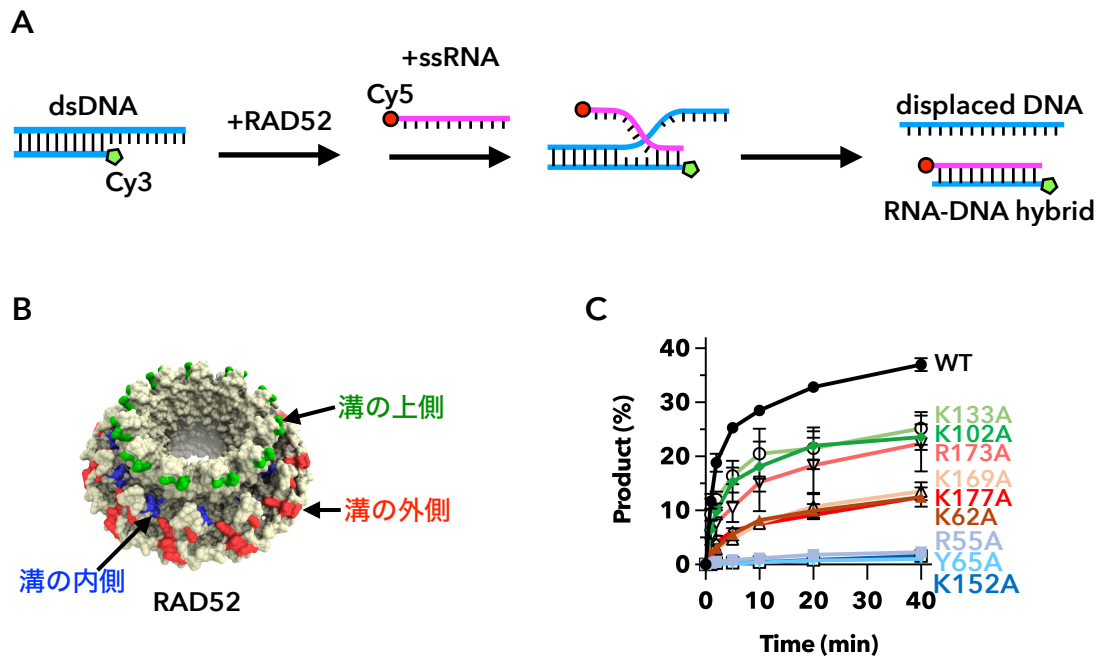 A
dsDNA
Cy3
+RAD52
+ssRNA
Cy5
displaced DNA
RNA-DNA hybrid
B
溝の上側
溝の外側
溝の内側
RAD52
C
Product (%)
40
30
20
10
0
0 10 20 30 40
Time (min)
WT
K133A
K102A
R173A
K169A
K177A
K62A
R55A
Y65A
K152A